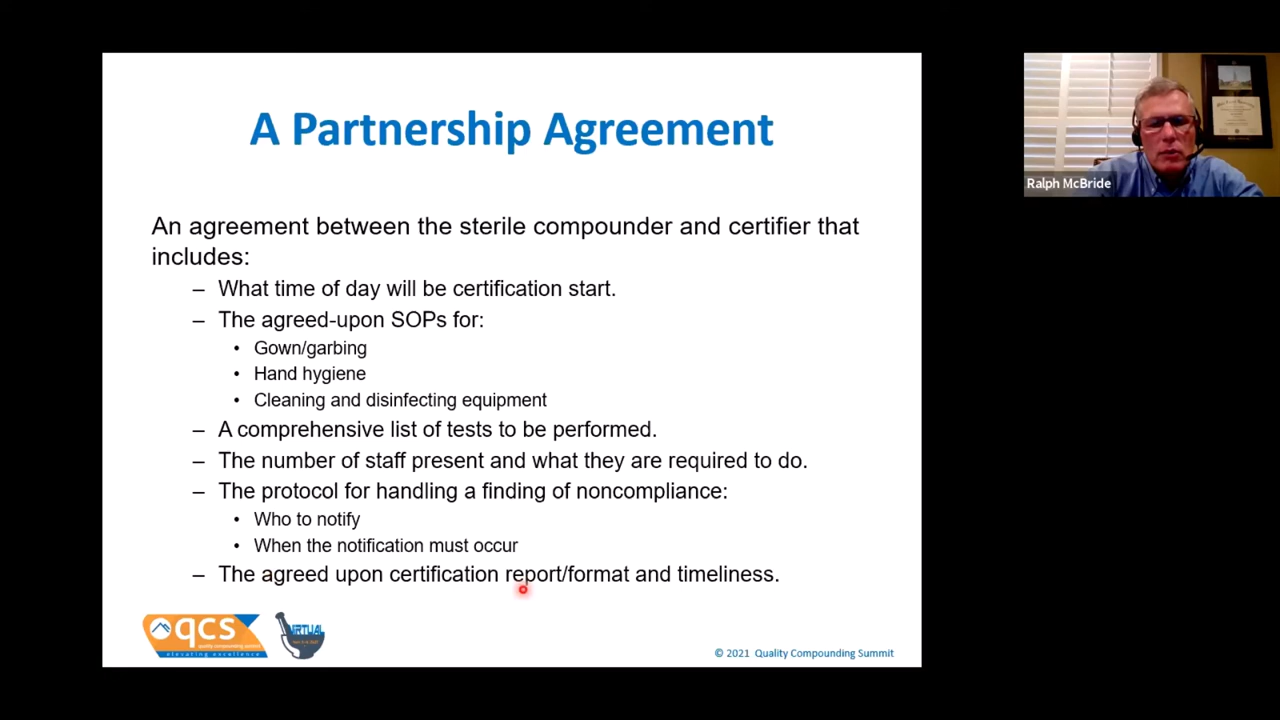 A Partnership Agreement
Ralph McBride
An agreement between the sterile compounder and certifier that
includes:
– What time of day will be certification start.
– The agreed-upon SOPs for:
• Gown/garbing
• Hand hygiene
• Cleaning and disinfecting equipment
– A comprehensive list of tests to be performed.
– The number of staff present and what they are required to do.
– The protocol for handling a finding of noncompliance:
• Who to notify
• When the notification must occur
– The agreed upon certification report/format and timeliness.
qcs
quality compounding summit
elevating excellence
VIRTUAL
© 2021 Quality Compounding Summit